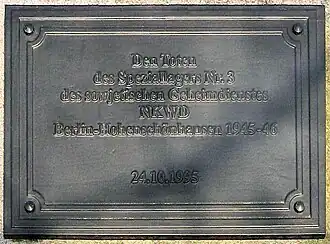 Den Toten
des Speziallagers Nr. 3
des sowjetischen Geheimdienstes
NKWD
Berlin-Hohenschönhausen 1945-46
24.10.1995